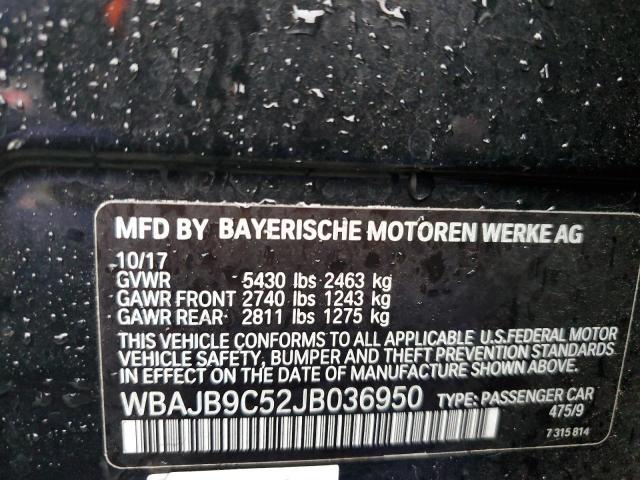 MFD BY BAYERISCHE MOTOREN WERKE AG
10/17
GVWR 5430 lbs 2463 kg
GAWR FRONT 2740 lbs 1243 kg
GAWR REAR: 2811 lbs 1275 kg
THIS VEHICLE CONFORMS TO ALL APPLICABLE U.S.FEDERAL MOTOR
VEHICLE SAFETY, BUMPER AND THEFT PREVENTION STANDARDS
IN EFFECT ON THE DATE OF MANUFACTURE SHOWN ABOVE.
WBAJB9C52JB036950 TYPE: PASSENGER CAR
475/9
7 315 814